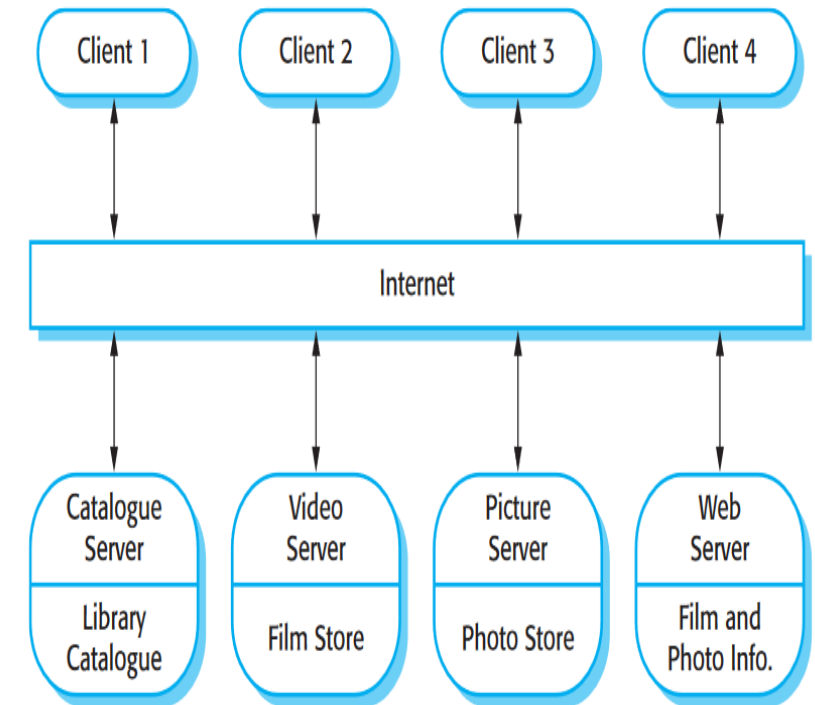 Client 1
Client 2
Client 3
Client 4
Internet
Catalogue
Server
Library
Catalogue
Video
Server
Film Store
Picture
Server
Photo Store
Web
Server
Film and
Photo Info.